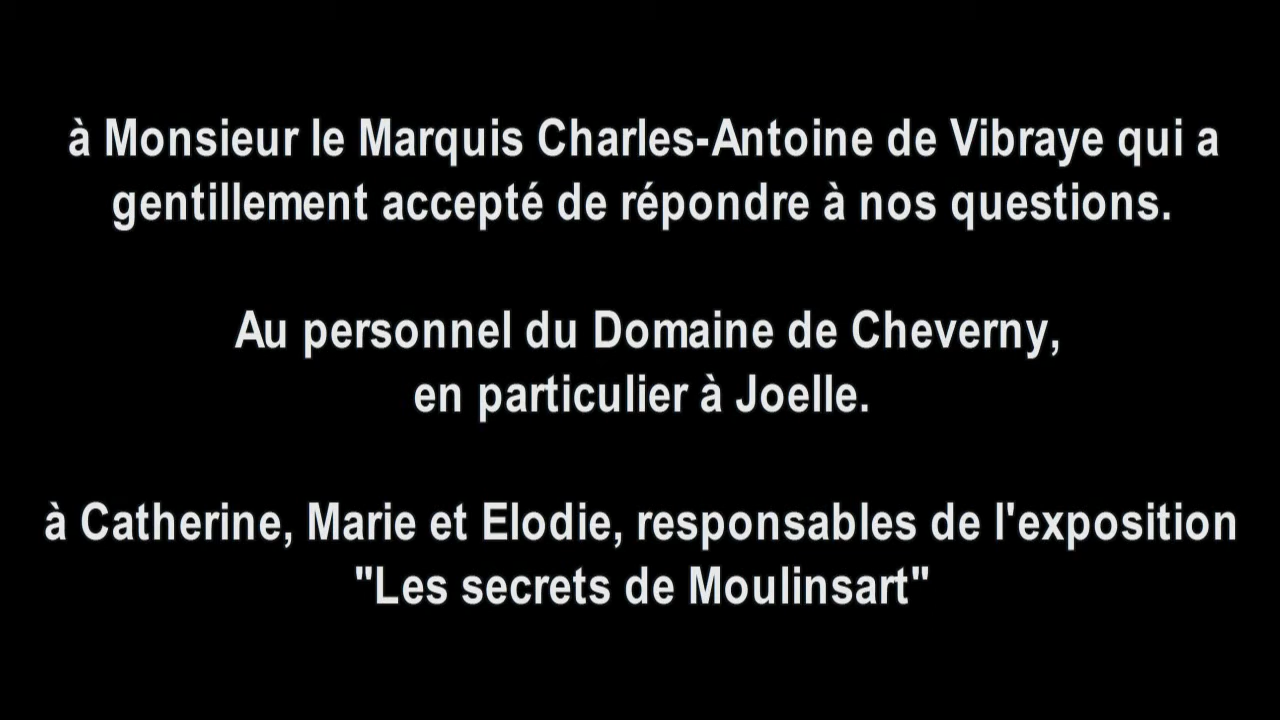 à Monsieur le Marquis Charles-Antoine de Vibraye qui a
gentillement accepté de répondre à nos questions.
Au personnel du Domaine de Cheverny,
en particulier à Joelle.
à Catherine, Marie et Elodie, responsables de l'exposition
"Les secrets de Moulinsart"